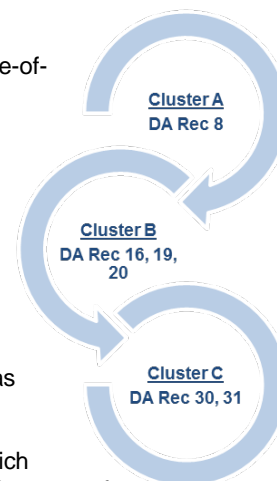 e-of-
Cluster A
DA Rec 8
Cluster B
DA Rec 16, 19,
20
as
Cluster C
DA Rec 30, 31
ich